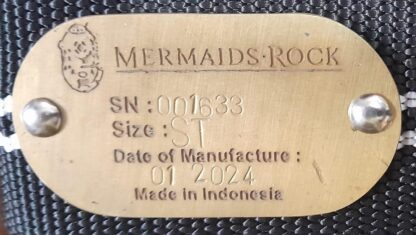 MERMAIDS·ROCK
SN : 001633
Size : ST
Date of Manufacture :
01 2024
Made in Indonesia